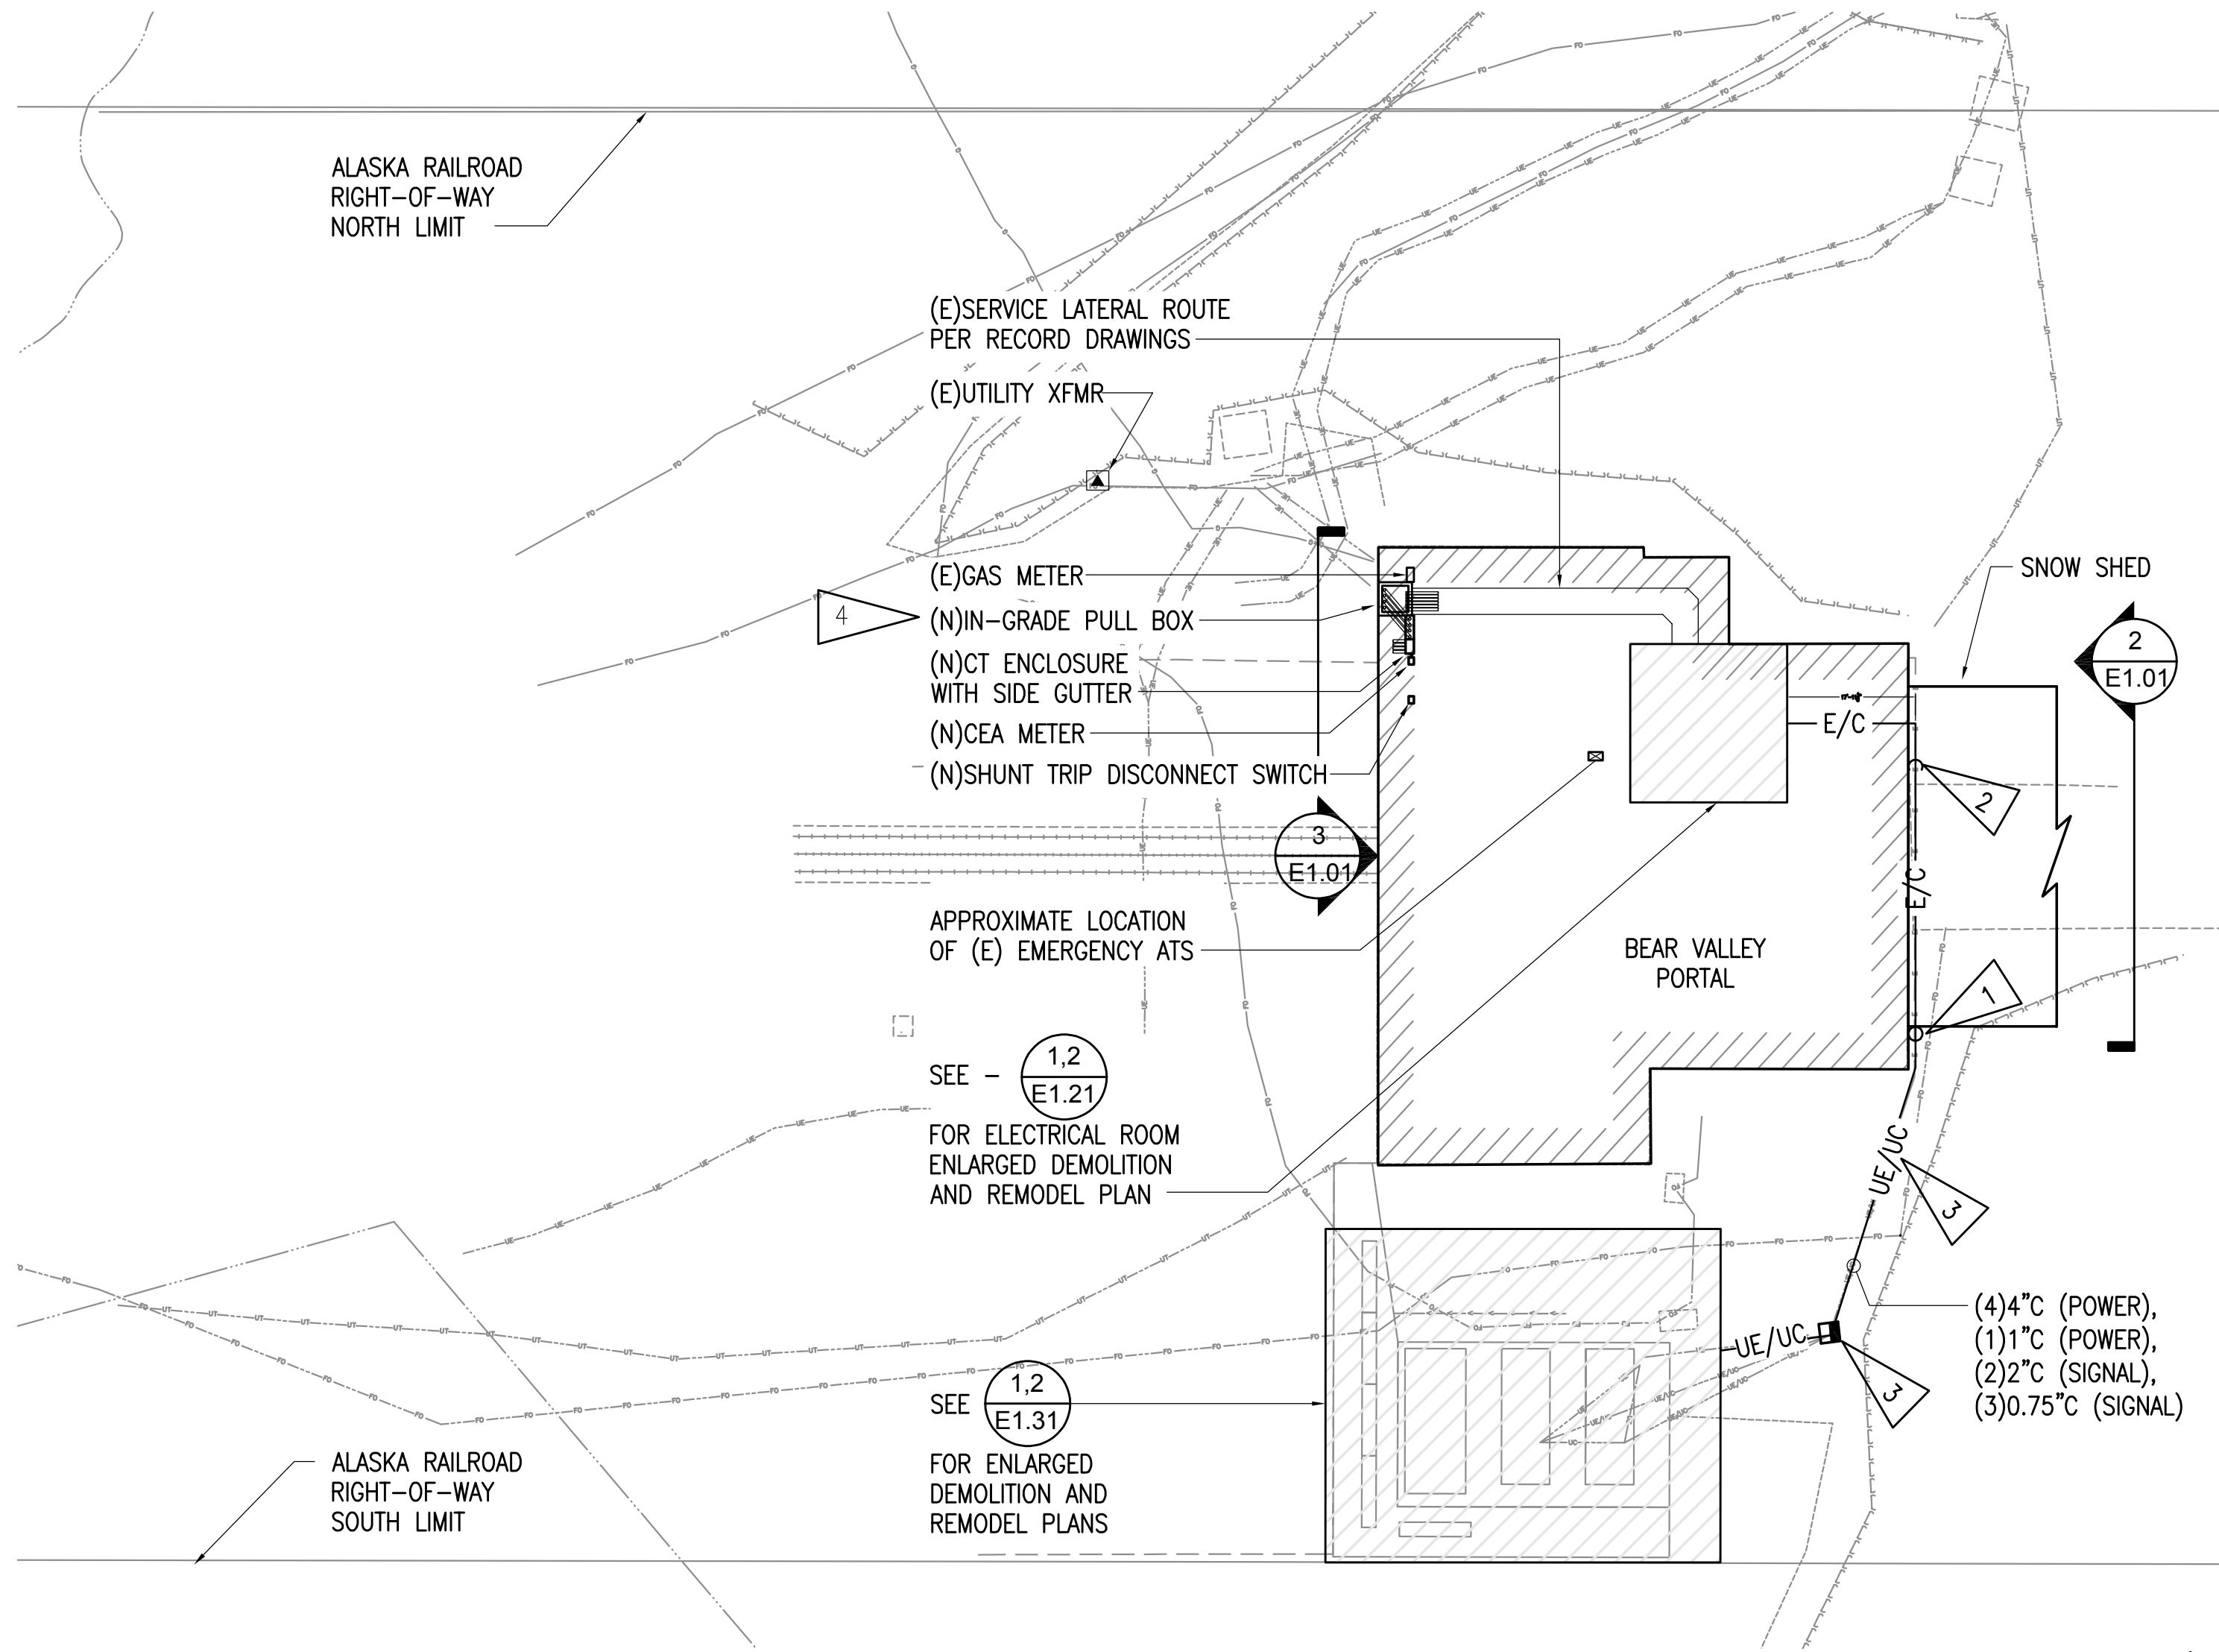 ALASKA RAILROAD
RIGHT-OF-WAY
NORTH LIMIT
(E)SERVICE LATERAL ROUTE
PER RECORD DRAWINGS
(E)UTILITY XFMR
(E)GAS METER
4
(N)IN-GRADE PULL BOX
(N)CT ENCLOSURE
WITH SIDE GUTTER
(N)CEA METER
(N)SHUNT TRIP DISCONNECT SWITCH
SNOW SHED
2
E1.01
E/C
2
3
E1.01
E/C
APPROXIMATE LOCATION
OF (E) EMERGENCY ATS
BEAR VALLEY
PORTAL
1
SEE - 1,2
E1.21
FOR ELECTRICAL ROOM
ENLARGED DEMOLITION
AND REMODEL PLAN
UE/UC
3
(4)4"C (POWER),
(1)1"C (POWER),
(2)2"C (SIGNAL),
(3)0.75"C (SIGNAL)
UE/UC
3
SEE 1,2
E1.31
FOR ENLARGED
DEMOLITION AND
REMODEL PLANS
ALASKA RAILROAD
RIGHT-OF-WAY
SOUTH LIMIT